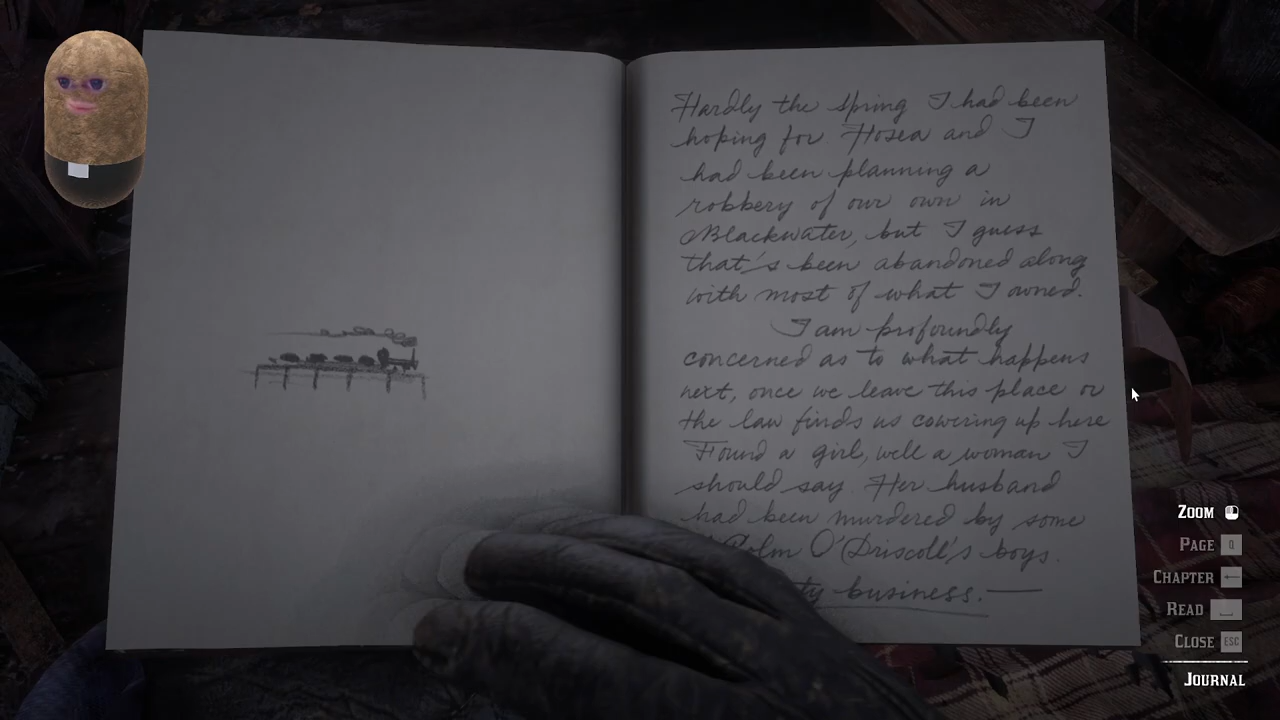 Hardly the spring I had been
hoping for. Hosea and I
had been planning a
robbery of our own in
Blackwater, but I guess
that's been abandoned along
with most of what I owned.
I am profoundly
concerned as to what happens
next, once we leave this place or
the law finds us cowering up here
Found a girl, well a woman I
should say. Her husband
had been murdered by some
Colm O'Driscoll's boys.
business.—
ZOOM
PAGE Q
CHAPTER ←
READ
CLOSE ESC
JOURNAL